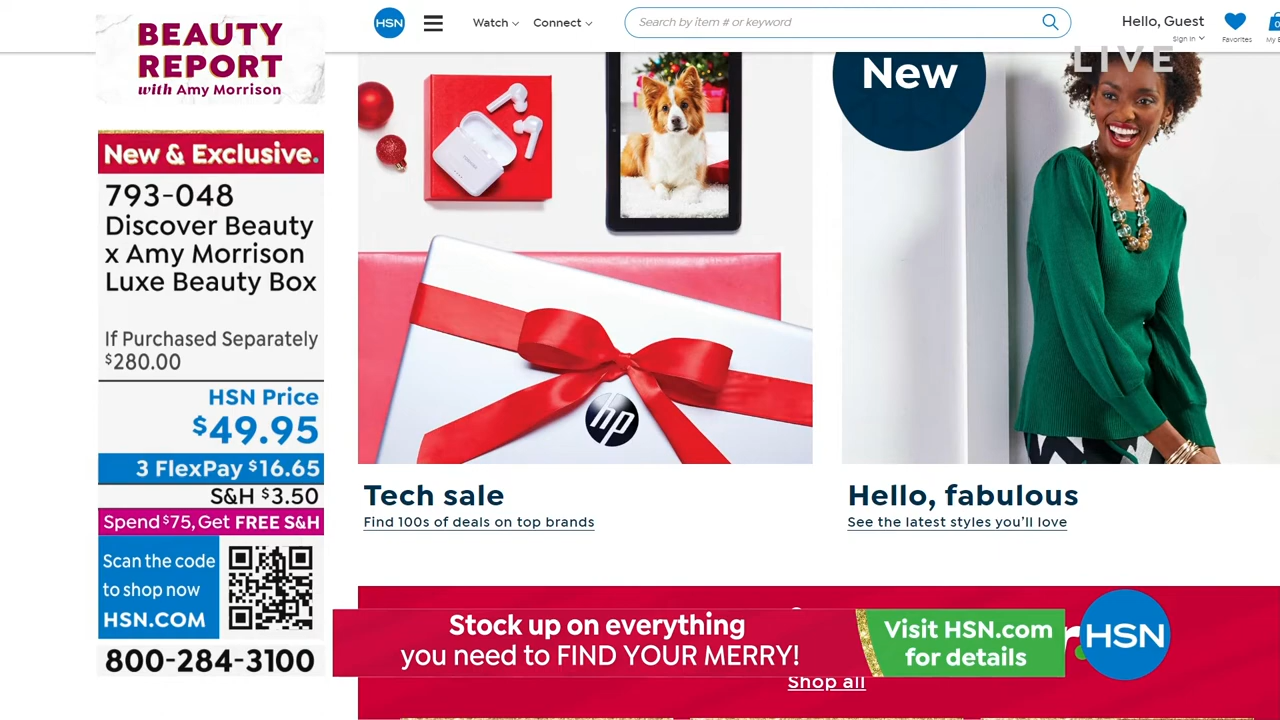 BEAUTY
REPORT
with Amy Morrison
New & Exclusive.
793-048
Discover Beauty
x Amy Morrison
Luxe Beauty Box
If Purchased Separately
$280.00
HSN Price
$49.95
3 FlexPay $16.65
S&H $3.50
Spend $75, Get FREE S&H
Scan the code
to shop now
HSN.COM
800-284-3100
HSN
Watch
Connect
Search by item # or keyword
Hello, Guest
Sign In
Favorites
LIVE
New
hp
Tech sale
Find 100s of deals on top brands
Hello, fabulous
See the latest styles you'll love
Stock up on everything
you need to FIND YOUR MERRY!
Visit HSN.com
for details
HSN
Shop all